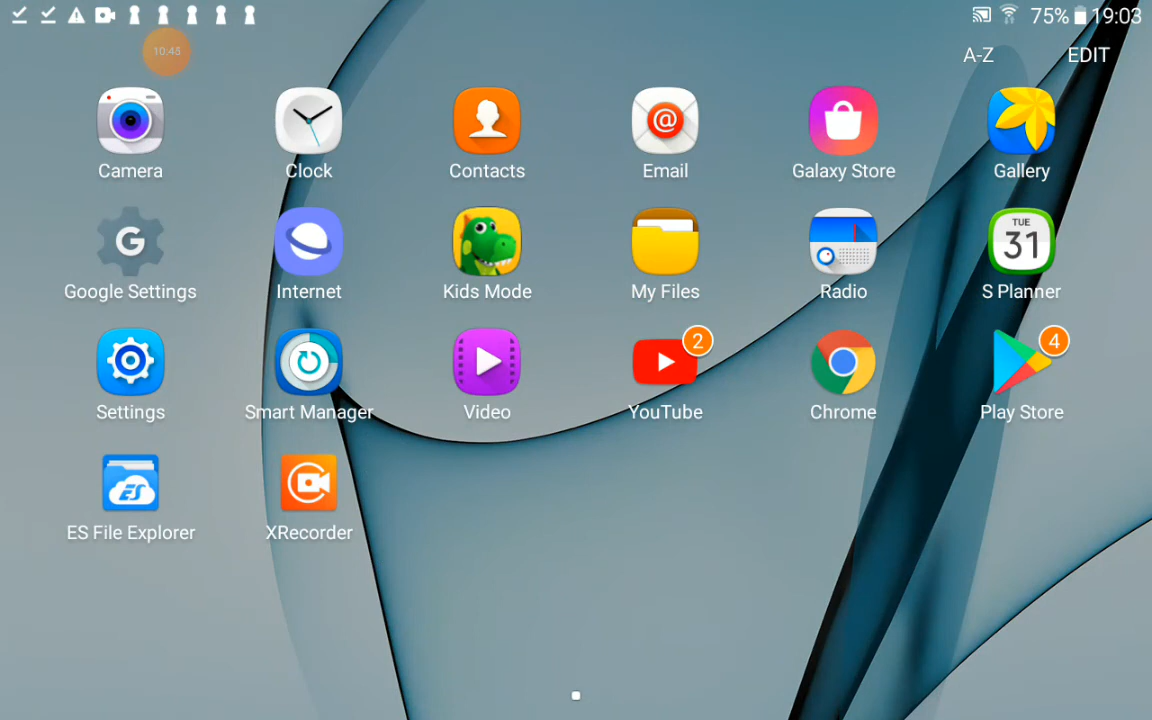 75% 19:03
10:45
A-Z EDIT
Camera Clock Contacts Email Galaxy Store Gallery
TUE
31
Google Settings Internet Kids Mode My Files Radio S Planner
2 4
Settings Smart Manager Video YouTube Chrome Play Store
ES
ES File Explorer XRecorder